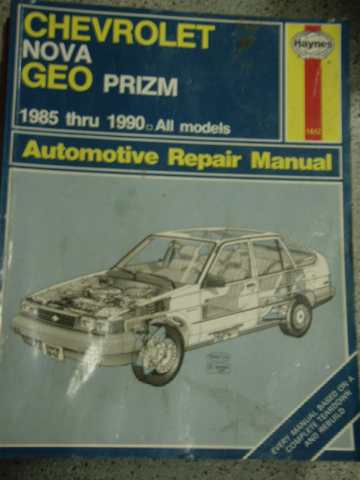 CHEVROLET
NOVA
GEO PRIZM
1985 thru 1990 □ All models
Haynes
Automotive Repair Manual
EVERY MANUAL BASED ON A
COMPLETE TEARDOWN
AND REBUILD